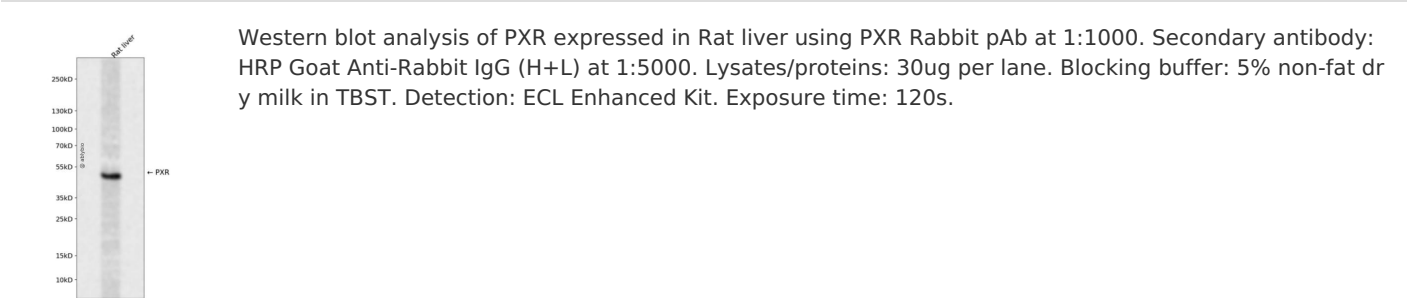 Rat liver
Western blot analysis of PXR expressed in Rat liver using PXR Rabbit pAb at 1:1000. Secondary antibody:
HRP Goat Anti-Rabbit IgG (H+L) at 1:5000. Lysates/proteins: 30ug per lane. Blocking buffer: 5% non-fat dr
y milk in TBST. Detection: ECL Enhanced Kit. Exposure time: 120s.
250kD
130kD
100kD
70kD
55kD
← PXR
35kD
25kD
15kD
10kD